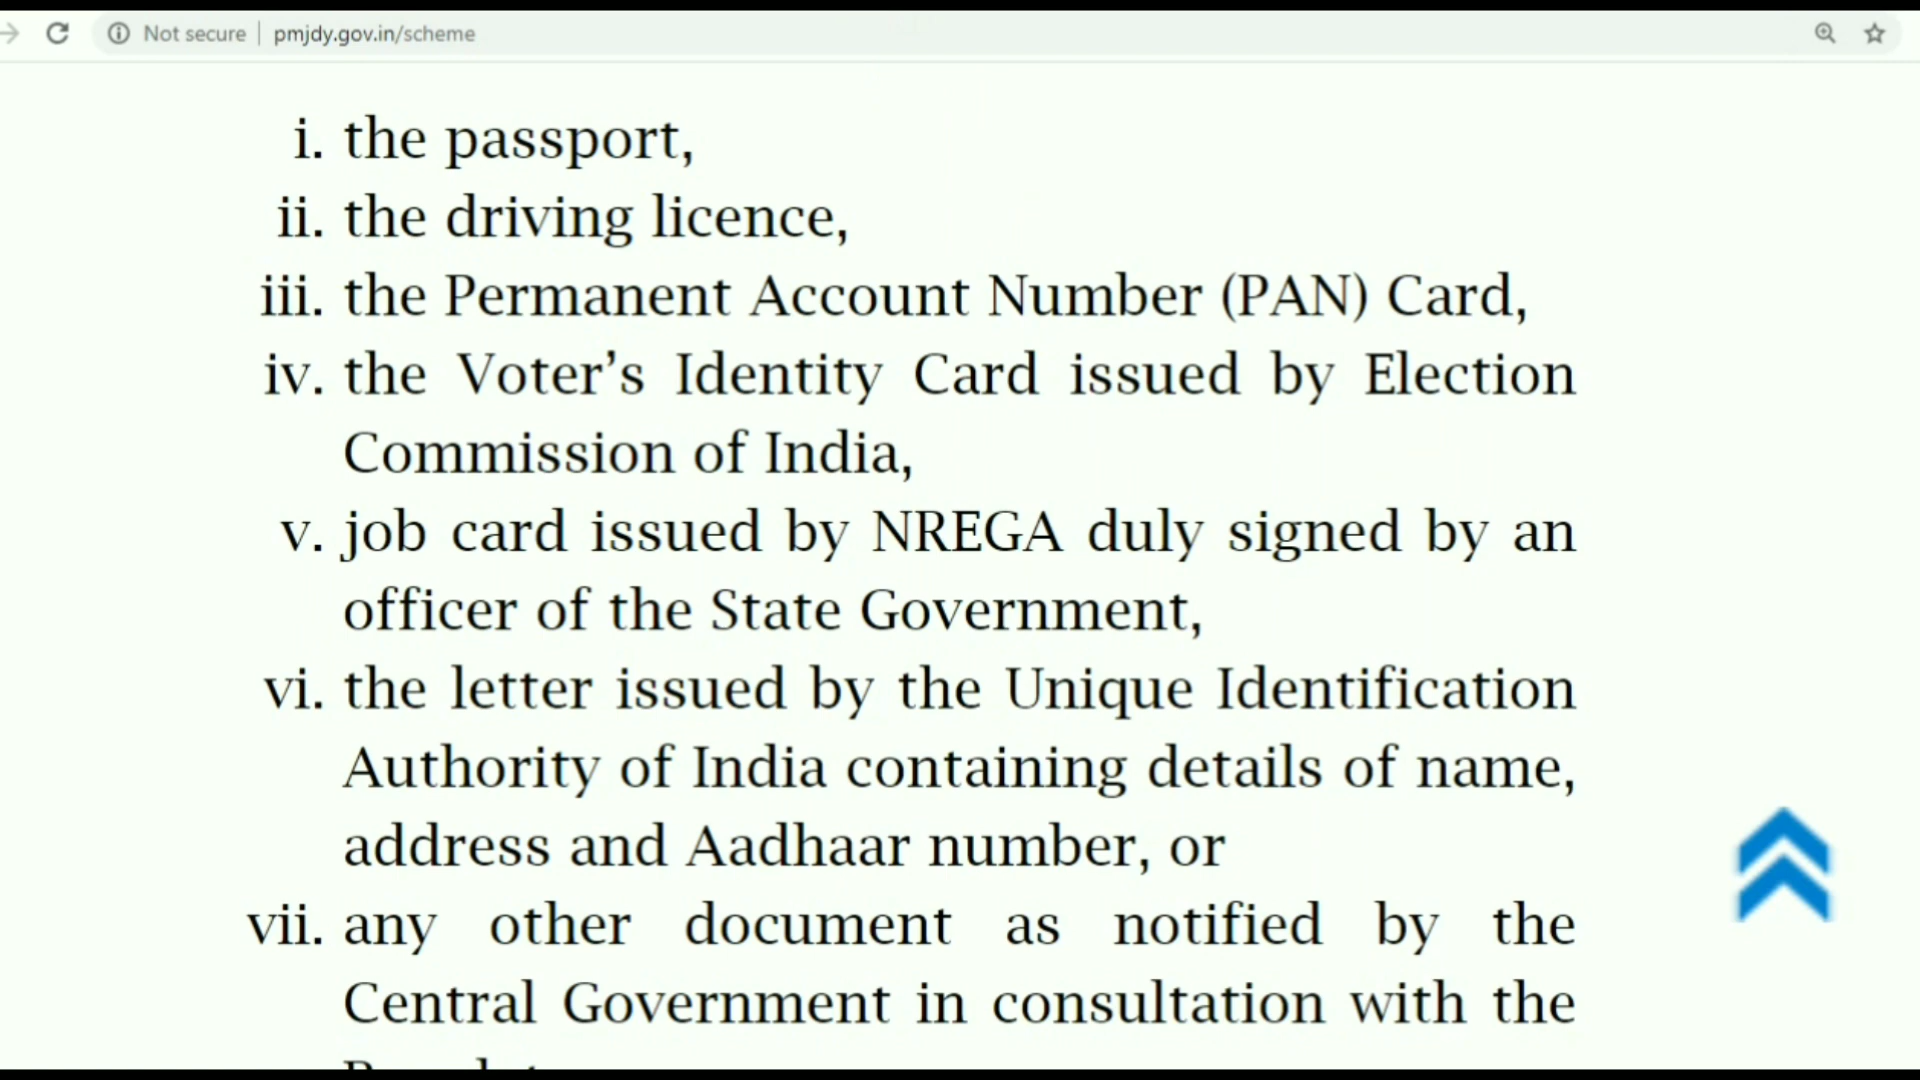 Not secure | pmjdy.gov.in/scheme
i. the passport,
ii. the driving licence,
iii. the Permanent Account Number (PAN) Card,
iv. the Voter’s Identity Card issued by Election
Commission of India,
v. job card issued by NREGA duly signed by an
officer of the State Government,
vi. the letter issued by the Unique Identification
Authority of India containing details of name,
address and Aadhaar number, or
vii. any other document as notified by the
Central Government in consultation with the